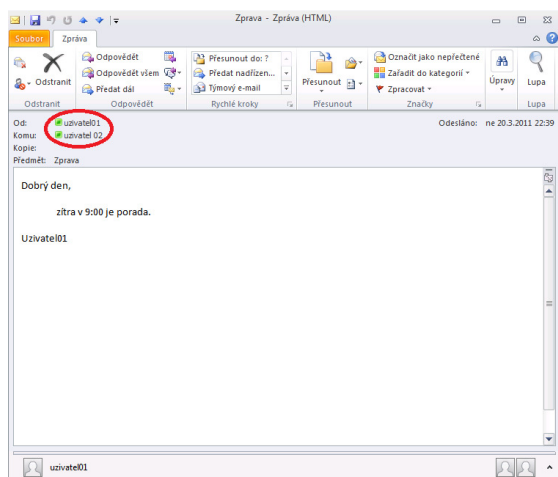 Zprava - Zpráva (HTML)
Soubor Zpráva
Odstranit
Odstranit
Odpovědět
Odpovědět všem
Předat dál
Odpovědět
Přesunout do: ?
Předat nadřízen...
Týmový e-mail
Rychlé kroky
Přesunout
Přesunout
Označit jako nepřečtené
Zařadit do kategorií
Zpracovat
Značky
Úpravy
Lupa
Lupa
Od: uzivatel01 Odesláno: ne 20.3.2011 22:39
Komu: uzivatel 02
Kopie:
Předmět: Zprava
Dobrý den,
zítra v 9:00 je porada.
Uzivatel01
uzivatel01